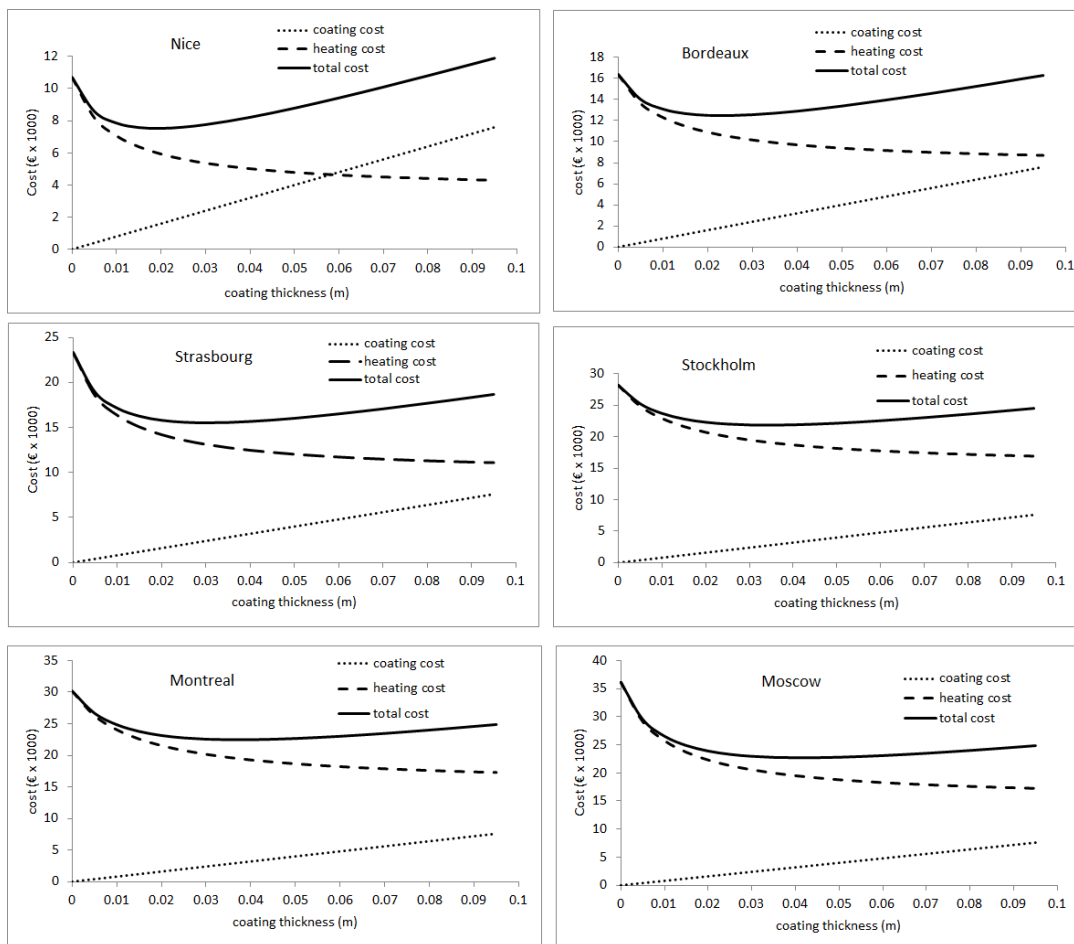 Nice
coating cost
heating cost
total cost
12
10
8
6
4
2
0
Cost (€ x 1000)
0 0.01 0.02 0.03 0.04 0.05 0.06 0.07 0.08 0.09 0.1
coating thickness (m)
Bordeaux
coating cost
heating cost
total cost
18
16
14
12
10
8
6
4
2
0
cost (€ x 1000)
0 0.01 0.02 0.03 0.04 0.05 0.06 0.07 0.08 0.09 0.1
coating thickness (m)
Strasbourg
coating cost
heating cost
total cost
25
20
15
10
5
0
Cost (€ x 1000)
0 0.01 0.02 0.03 0.04 0.05 0.06 0.07 0.08 0.09 0.1
coating thickness (m)
Stockholm
coating cost
heating cost
total cost
30
25
20
15
10
5
0
cost (€ x 1000)
0 0.01 0.02 0.03 0.04 0.05 0.06 0.07 0.08 0.09 0.1
coating thickness (m)
Montreal
coating cost
heating cost
total cost
35
30
25
20
15
10
5
0
cost (€ x 1000)
0 0.01 0.02 0.03 0.04 0.05 0.06 0.07 0.08 0.09 0.1
coating thickness (m)
Moscow
coating cost
heating cost
total cost
40
35
30
25
20
15
10
5
0
Cost (€ x 1000)
0 0.01 0.02 0.03 0.04 0.05 0.06 0.07 0.08 0.09 0.1
coating thickness (m)